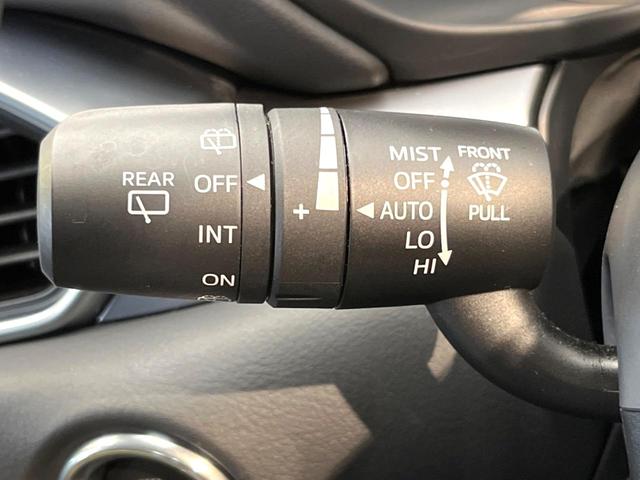 REAR
OFF
INT
ON
+
MIST
OFF
AUTO
LO
HI
FRONT
PULL